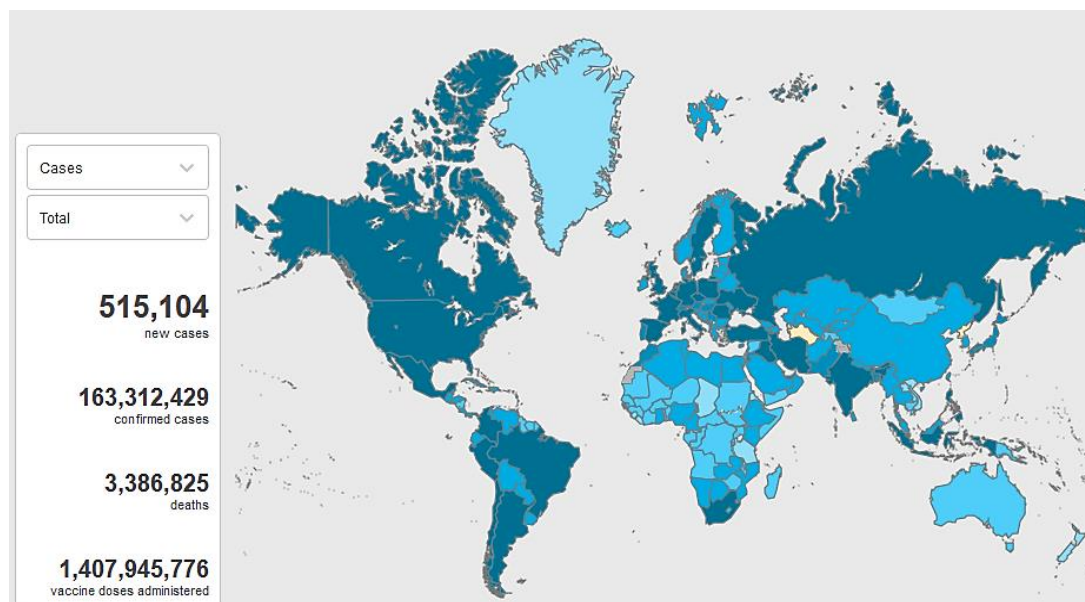 Cases
Total
515,104
new cases
163,312,429
confirmed cases
3,386,825
deaths
1,407,945,776
vaccine doses administered